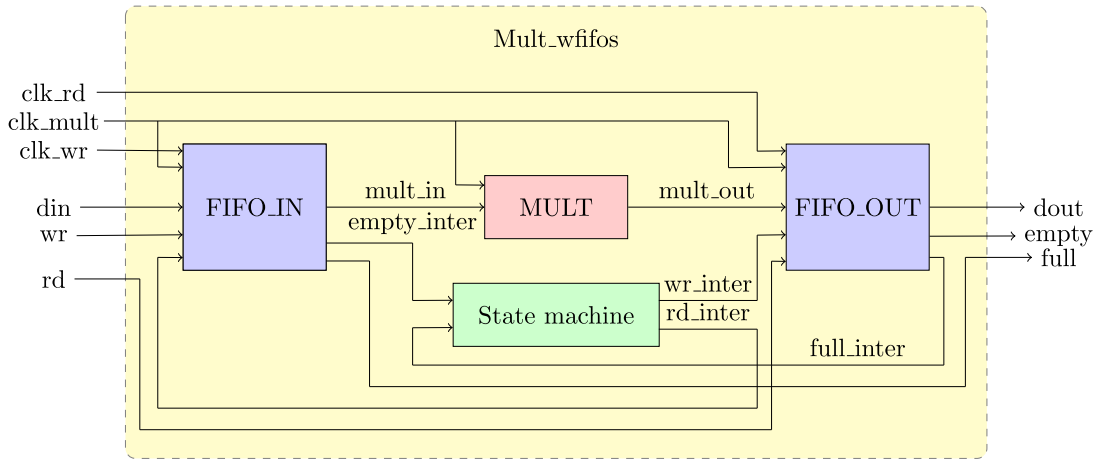 Mult_wfifos
clk_rd
clk_mult
clk_wr
din
wr
rd
FIFO_IN
mult_in
empty_inter
MULT
mult_out
FIFO_OUT
dout
empty
full
State machine
wr_inter
rd_inter
full_inter